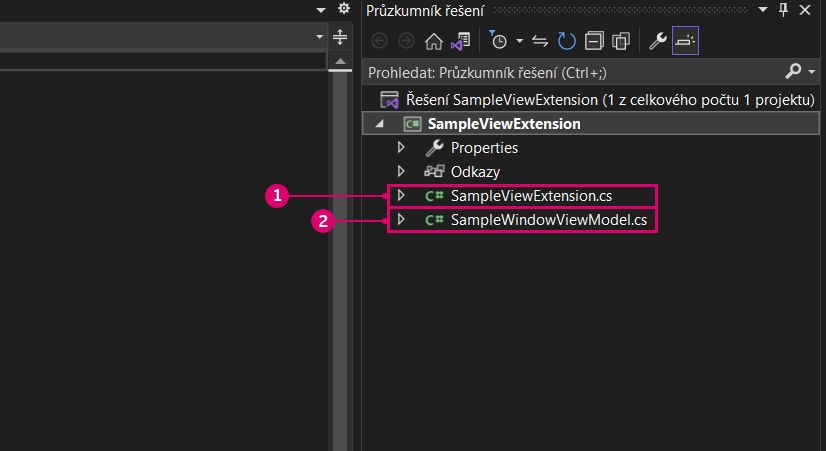 Průzkumník řešení
Prohledat: Průzkumník řešení (Ctrl+;)
Řešení SampleViewExtension (1 z celkového počtu 1 projektu)
C# SampleViewExtension
Properties
Odkazy
1 C# SampleViewExtension.cs
2 C# SampleWindowViewModel.cs